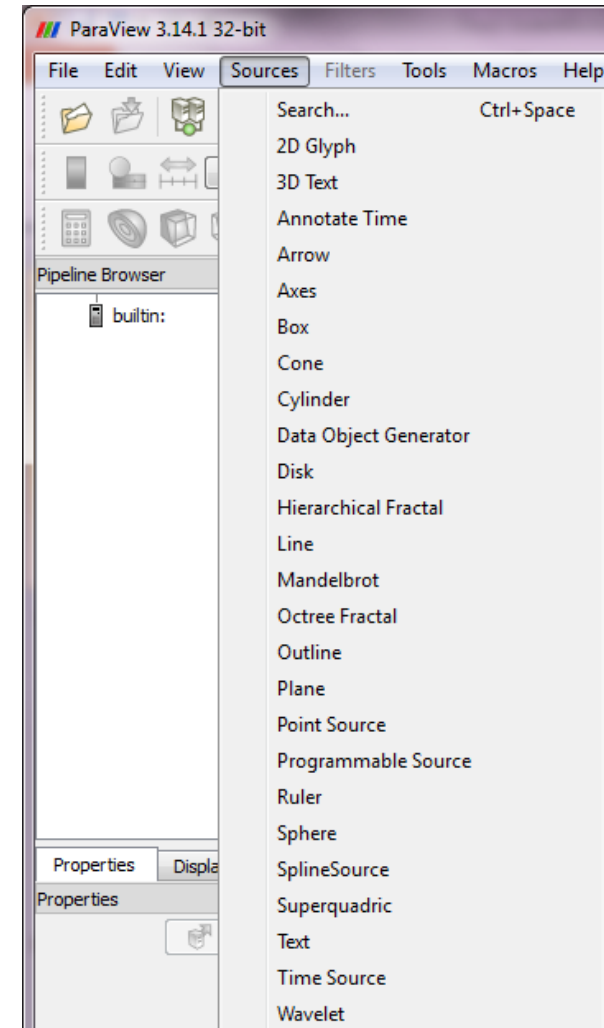 ParaView 3.14.1 32-bit
File Edit View Sources Filters Tools Macros Help
Search... Ctrl+Space
2D Glyph
3D Text
Annotate Time
Arrow
Axes
Box
Cone
Cylinder
Data Object Generator
Disk
Hierarchical Fractal
Line
Mandelbrot
Octree Fractal
Outline
Plane
Point Source
Programmable Source
Ruler
Sphere
SplineSource
Superquadric
Text
Time Source
Wavelet
Pipeline Browser
builtin:
Properties Displa
Properties